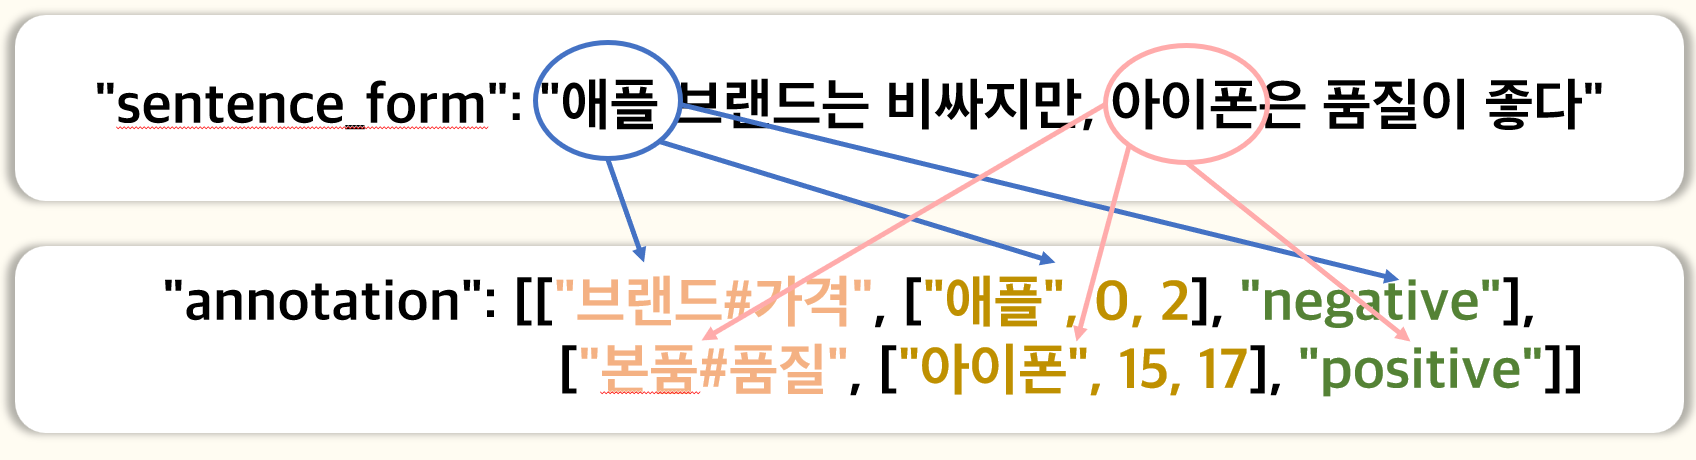 "sentence_form": "애플 브랜드는 비싸지만, 아이폰은 품질이 좋다"
"annotation": [["브랜드#가격", ["애플", 0, 2], "negative"],
["본품#품질", ["아이폰", 15, 17], "positive"]]